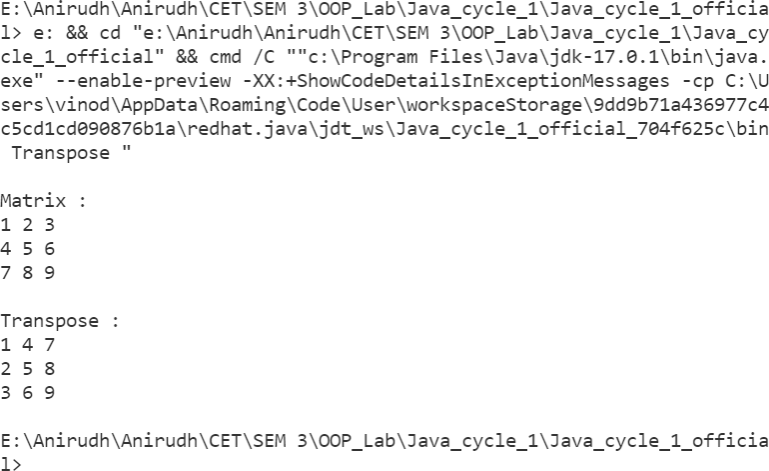 E:\Anirudh\Anirudh\CET\SEM 3\OOP_Lab\Java_cycle_1\Java_cycle_1_officia
l> e: && cd "e:\Anirudh\Anirudh\CET\SEM 3\OOP_Lab\Java_cycle_1\Java_cy
cle_1_official" && cmd /C ""c:\Program Files\Java\jdk-17.0.1\bin\java.
exe" --enable-preview -XX:+ShowCodeDetailsInExceptionMessages -cp C:\U
sers\vinod\AppData\Roaming\Code\User\workspaceStorage\9dd9b71a436977c4
c5cd1cd090876b1a\redhat.java\jdt_ws\Java_cycle_1_official_704f625c\bin
 Transpose "

Matrix :
1 2 3
4 5 6
7 8 9

Transpose :
1 4 7
2 5 8
3 6 9

E:\Anirudh\Anirudh\CET\SEM 3\OOP_Lab\Java_cycle_1\Java_cycle_1_officia
l>